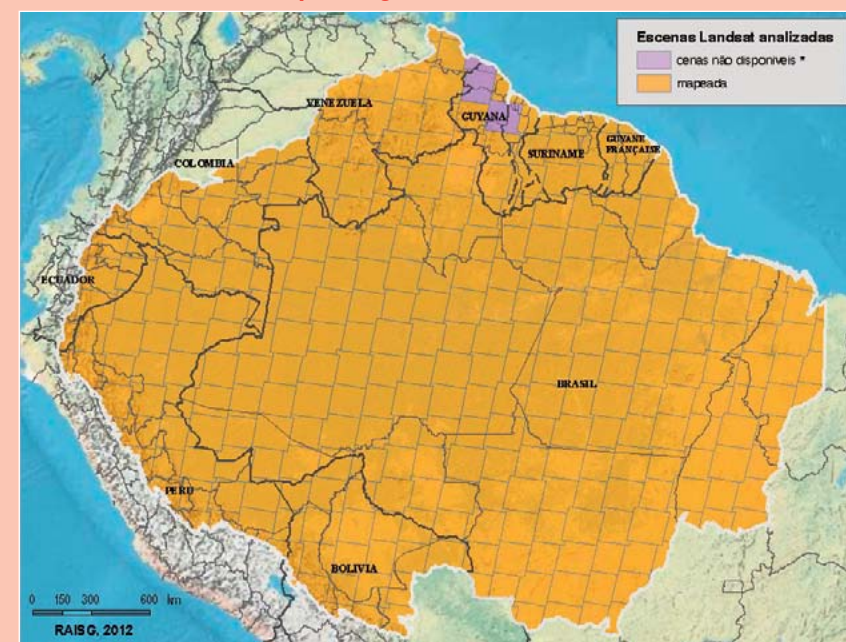 Escenas Landsat analizadas
cenas não disponíveis *
mapeada
VENEZUELA
GUYANA
SURINAME
GUYANE
FRANÇAISE
COLOMBIA
ECUADOR
BRASIL
PERU
BOLIVIA
0 150 300 600 km
RAISG, 2012